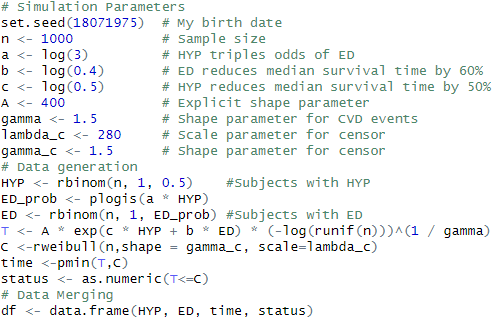 # Simulation Parameters
set.seed(18071975)  # My birth date
n <- 1000           # Sample size
a <- log(3)         # HYP triples odds of ED
b <- log(0.4)       # ED reduces median survival time by 60%
c <- log(0.5)       # HYP reduces median survival time by 50%
A <- 400            # Explicit shape parameter
gamma <- 1.5        # Shape parameter for CVD events
lambda_c <- 280     # Scale parameter for censor
gamma_c <- 1.5      # Shape parameter for censor
# Data generation
HYP <- rbinom(n, 1, 0.5)    #Subjects with HYP
ED_prob <- plogis(a * HYP)
ED <- rbinom(n, 1, ED_prob) #Subjects with ED
T <- A * exp(c * HYP + b * ED) * (-log(runif(n)))^(1 / gamma)
C <-rweibull(n,shape = gamma_c, scale=lambda_c)
time <-pmin(T,C)
status <- as.numeric(T<=C)
# Data Merging
df <- data.frame(HYP, ED, time, status)